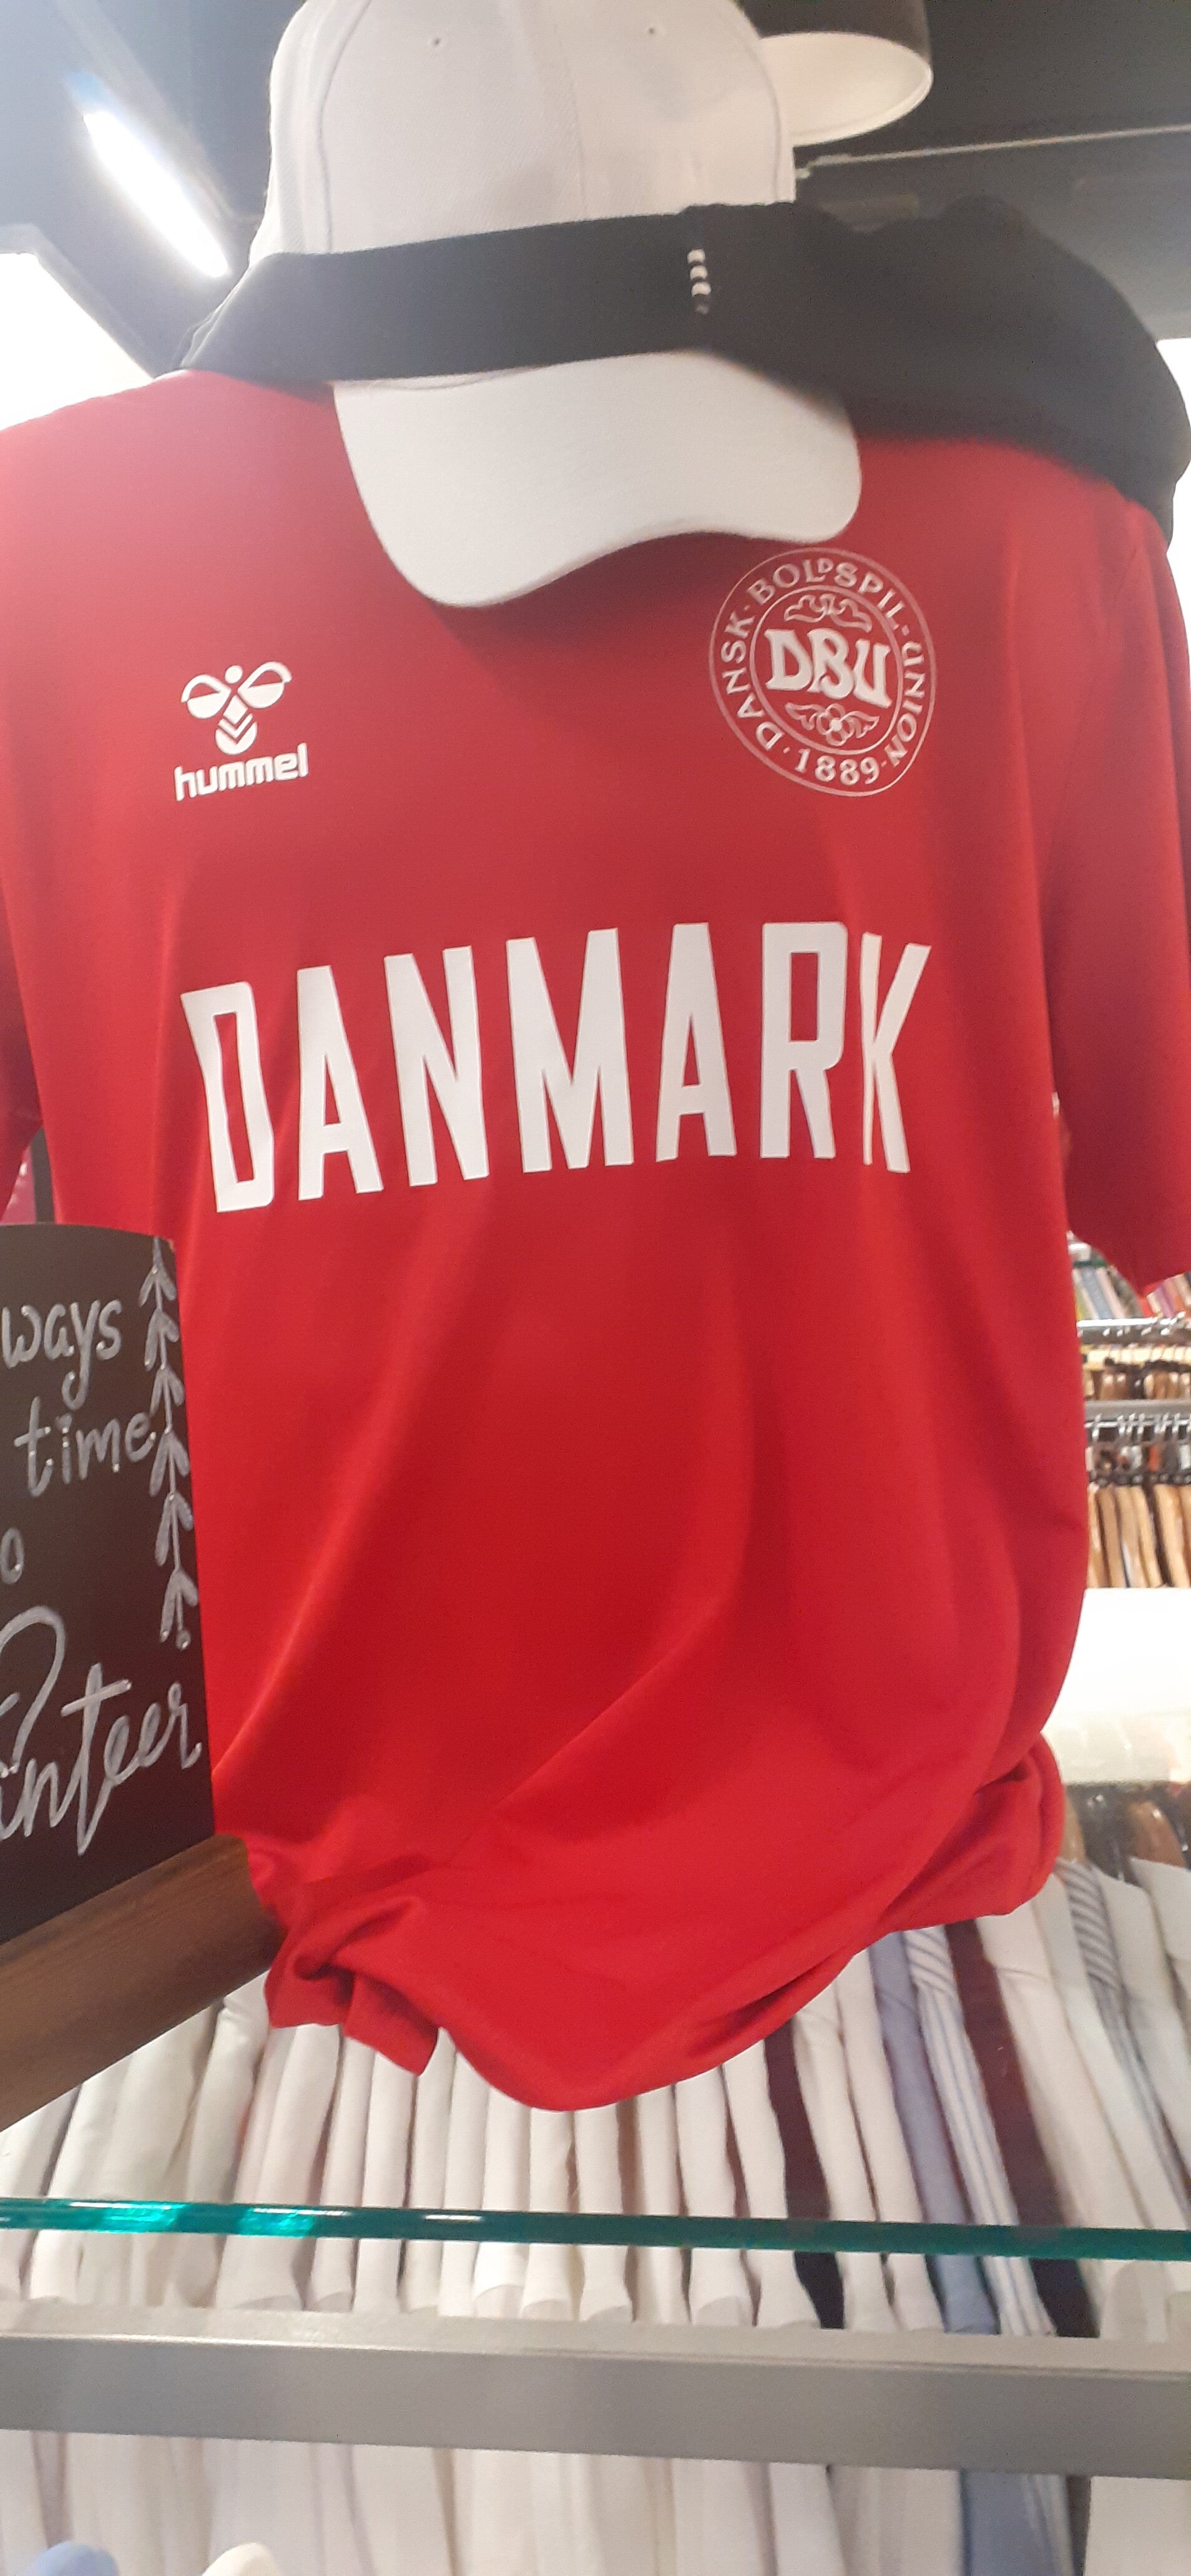 DANSK · BOLDSPIL · UNION · 1889 ·
DBU
hummel
DANMARK
ways
time